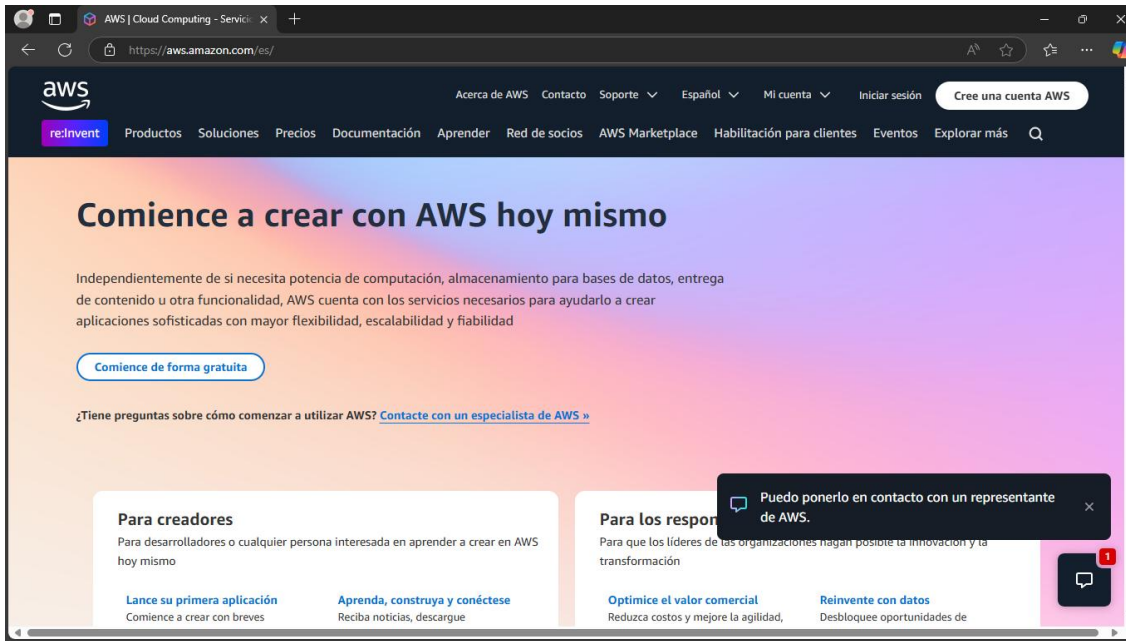 AWS | Cloud Computing - Servici
https://aws.amazon.com/es/
aws
Acerca de AWS Contacto Soporte Español Mi cuenta Iniciar sesión Cree una cuenta AWS
re:Invent Productos Soluciones Precios Documentación Aprender Red de socios AWS Marketplace Habilitación para clientes Eventos Explorar más
Comience a crear con AWS hoy mismo
Independientemente de si necesita potencia de computación, almacenamiento para bases de datos, entrega
de contenido u otra funcionalidad, AWS cuenta con los servicios necesarios para ayudarlo a crear
aplicaciones sofisticadas con mayor flexibilidad, escalabilidad y fiabilidad
Comience de forma gratuita
¿Tiene preguntas sobre cómo comenzar a utilizar AWS? Contacte con un especialista de AWS »
Para creadores
Para desarrolladores o cualquier persona interesada en aprender a crear en AWS
hoy mismo
Lance su primera aplicación Aprenda, construya y conéctese
Comience a crear con breves Reciba noticias, descargue
Para los respon
Para que los líderes de las organizaciones hagan posible la innovación y la
transformación
Optimice el valor comercial Reinvente con datos
Reduzca costos y mejore la agilidad, Desbloquee oportunidades de
Puedo ponerlo en contacto con un representante
de AWS.
1